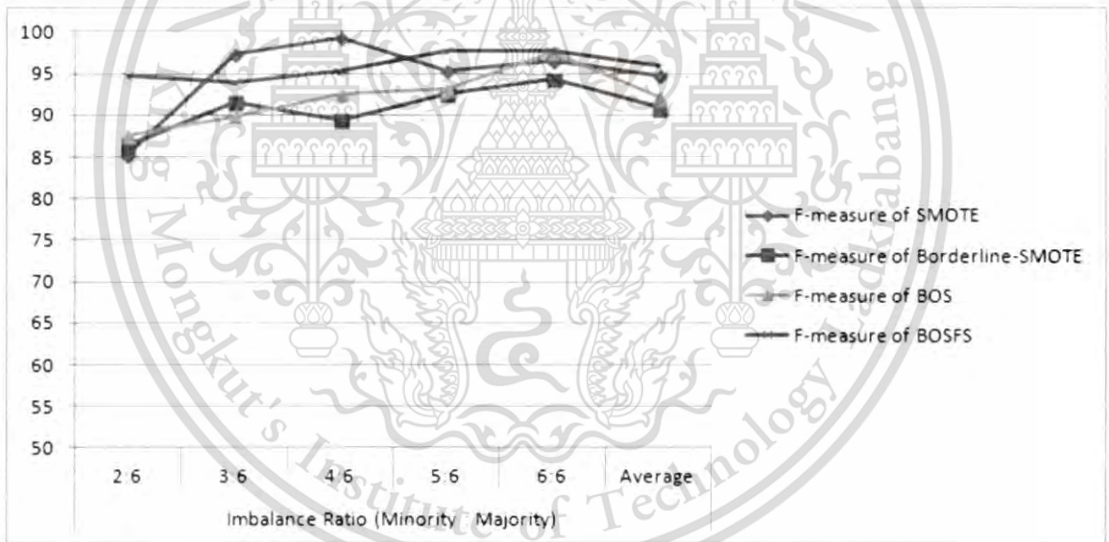 100
95
90
85
80
75
70
65
60
55
50
2:6 3:6 4:6 5:6 6:6 Average
Imbalance Ratio (Minority Majority)
F-measure of SMOTE
F-measure of Borderline-SMOTE
F-measure of BOS
F-measure of BOSFS
King Mongkut's Institute of Technology Ladkrabang